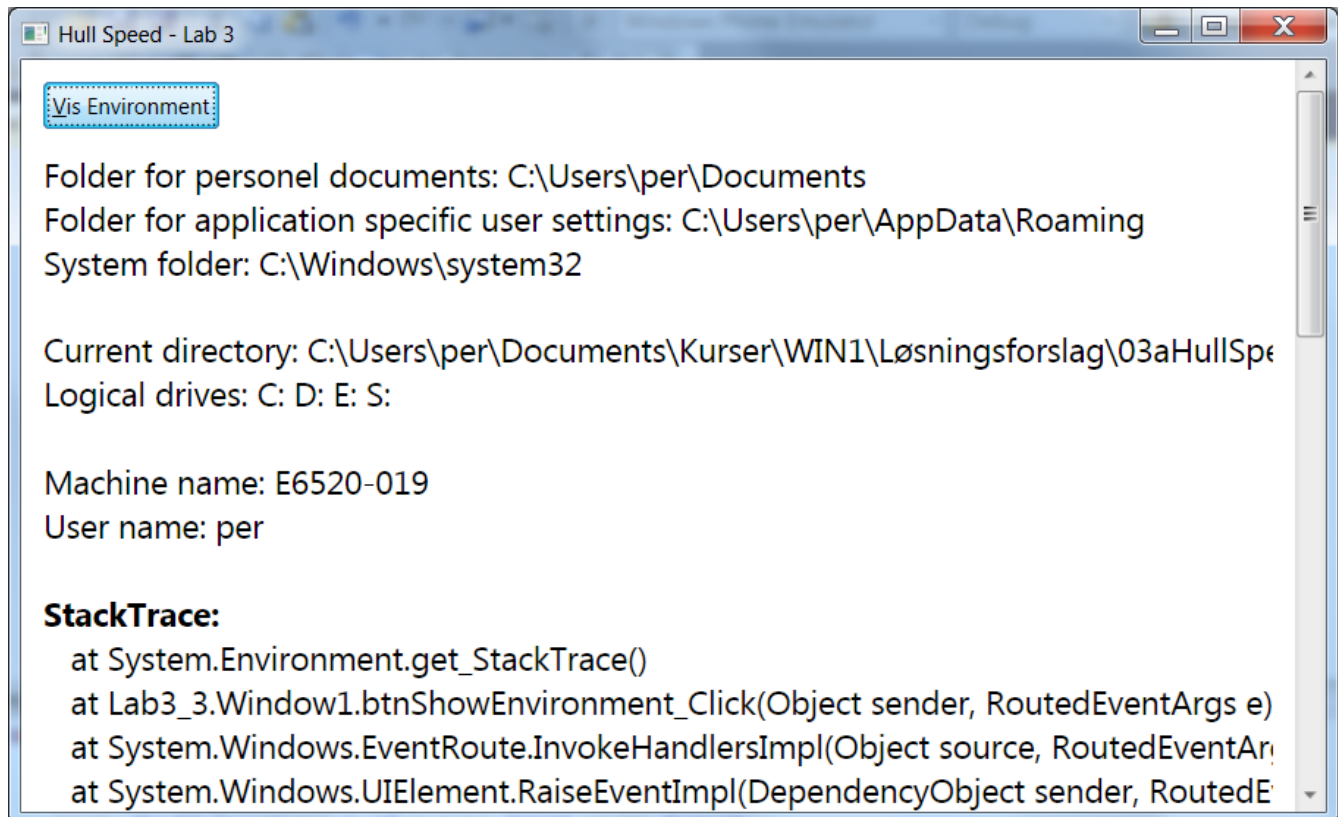 Hull Speed - Lab 3
Vis Environment
Folder for personel documents: C:\Users\per\Documents
Folder for application specific user settings: C:\Users\per\AppData\Roaming
System folder: C:\Windows\system32
Current directory: C:\Users\per\Documents\Kurser\WIN1\Løsningsforslag\03aHullSpe
Logical drives: C: D: E: S:
Machine name: E6520-019
User name: per
StackTrace:
at System.Environment.get_StackTrace()
at Lab3_3.Window1.btnShowEnvironment_Click(Object sender, RoutedEventArgs e)
at System.Windows.EventRoute.InvokeHandlersImpl(Object source, RoutedEventAr
at System.Windows.UIElement.RaiseEventImpl(DependencyObject sender, RoutedE